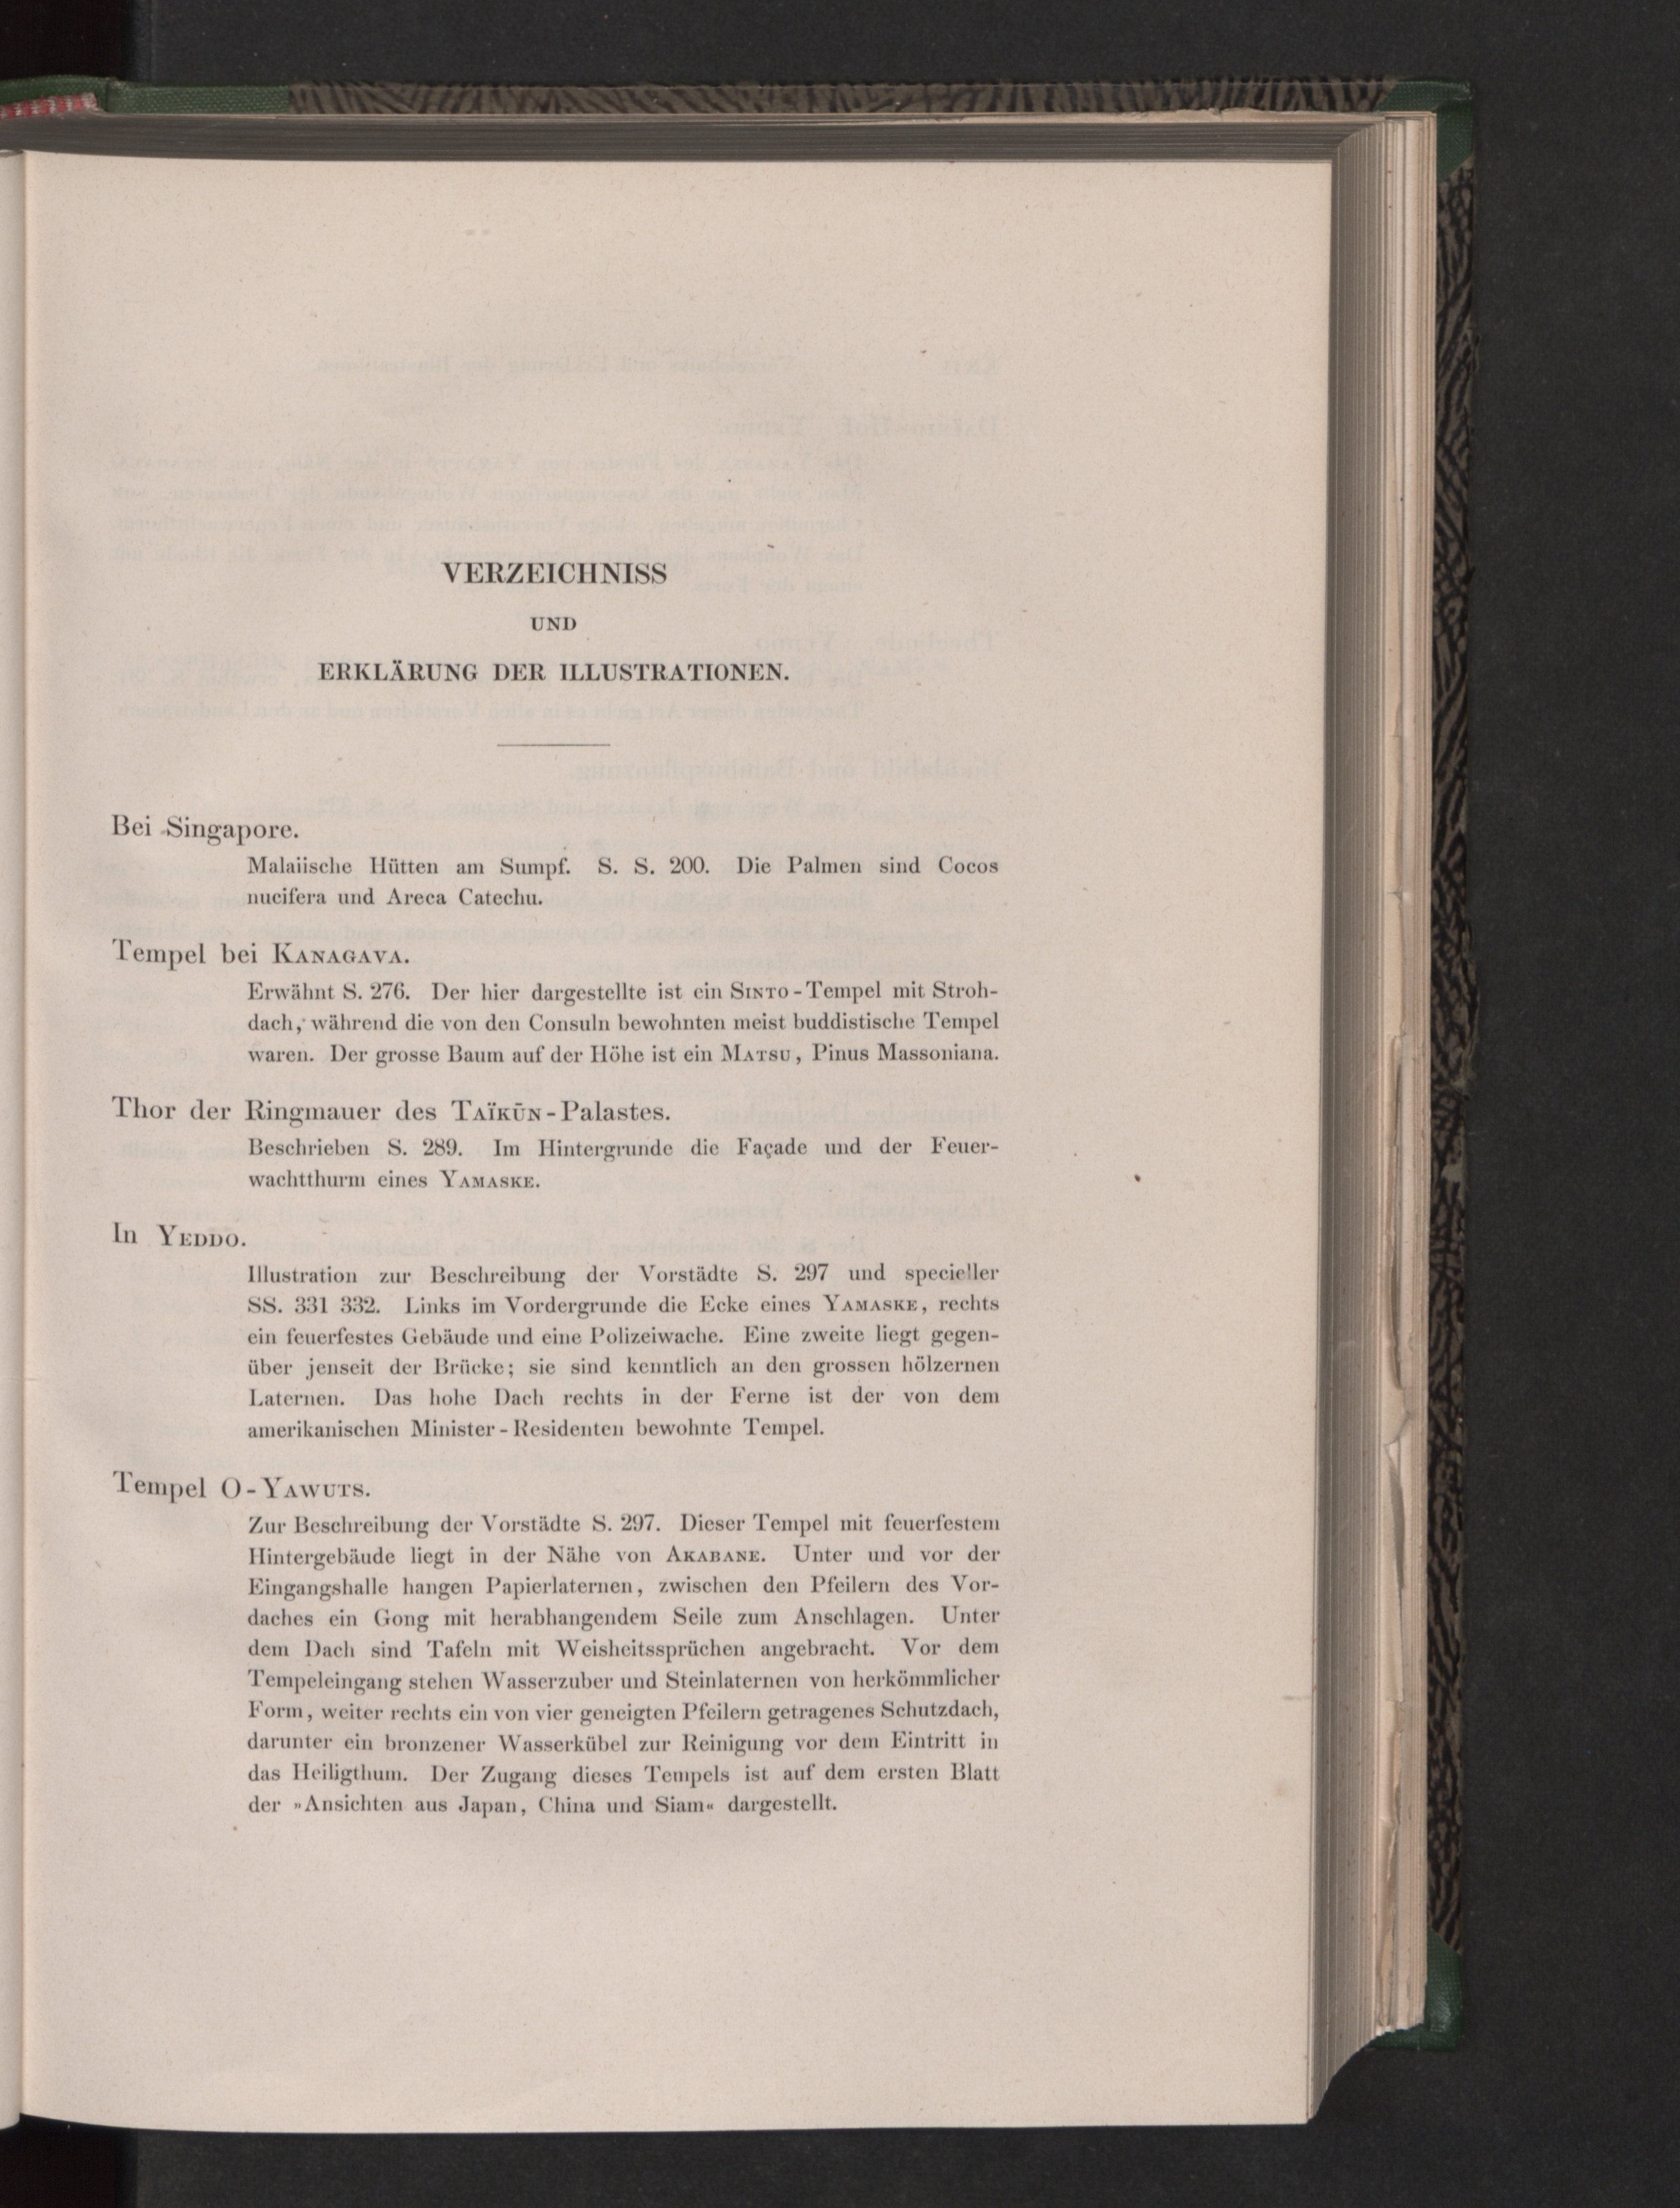 VERZEICHNISS
UND
ERKLÄRUNG DER ILLUSTRATIONEN.
Bei Singapore.
Malaiische Hütten am Sumpf. S. S. 200. Die Palmen sind Cocos
nucifera und Areca Catechu.
Tempel bei KANAGAVA.
Erwähnt S. 276. Der hier dargestellte ist ein SINTO-Tempel mit Stroh-
dach, während die von den Consuln bewohnten meist buddistische Tempel
waren. Der grosse Baum auf der Höhe ist ein MATSU, Pinus Massoniana.
Thor der Ringmauer des TAÏKŪN-Palastes.
Beschrieben S. 289. Im Hintergrunde die Façade und der Feuer-
wachtthurm eines YAMASKE.
In YEDDO.
Illustration zur Beschreibung der Vorstädte S. 297 und specieller
SS. 331 332. Links im Vordergrunde die Ecke eines YAMASKE, rechts
ein feuerfestes Gebäude und eine Polizeiwache. Eine zweite liegt gegen-
über jenseit der Brücke; sie sind kenntlich an den grossen hölzernen
Laternen. Das hohe Dach rechts in der Ferne ist der von dem
amerikanischen Minister-Residenten bewohnte Tempel.
Tempel O-YAWUTS.
Zur Beschreibung der Vorstädte S. 297. Dieser Tempel mit feuerfestem
Hintergebäude liegt in der Nähe von AKABANE. Unter und vor der
Eingangshalle hangen Papierlaternen, zwischen den Pfeilern des Vor-
daches ein Gong mit herabhangendem Seile zum Anschlagen. Unter
dem Dach sind Tafeln mit Weisheitssprüchen angebracht. Vor dem
Tempeleingang stehen Wasserzuber und Steinlaternen von herkömmlicher
Form, weiter rechts ein von vier geneigten Pfeilern getragenes Schutzdach,
darunter ein bronzener Wasserkübel zur Reinigung vor dem Eintritt in
das Heiligthum. Der Zugang dieses Tempels ist auf dem ersten Blatt
der »Ansichten aus Japan, China und Siam« dargestellt.